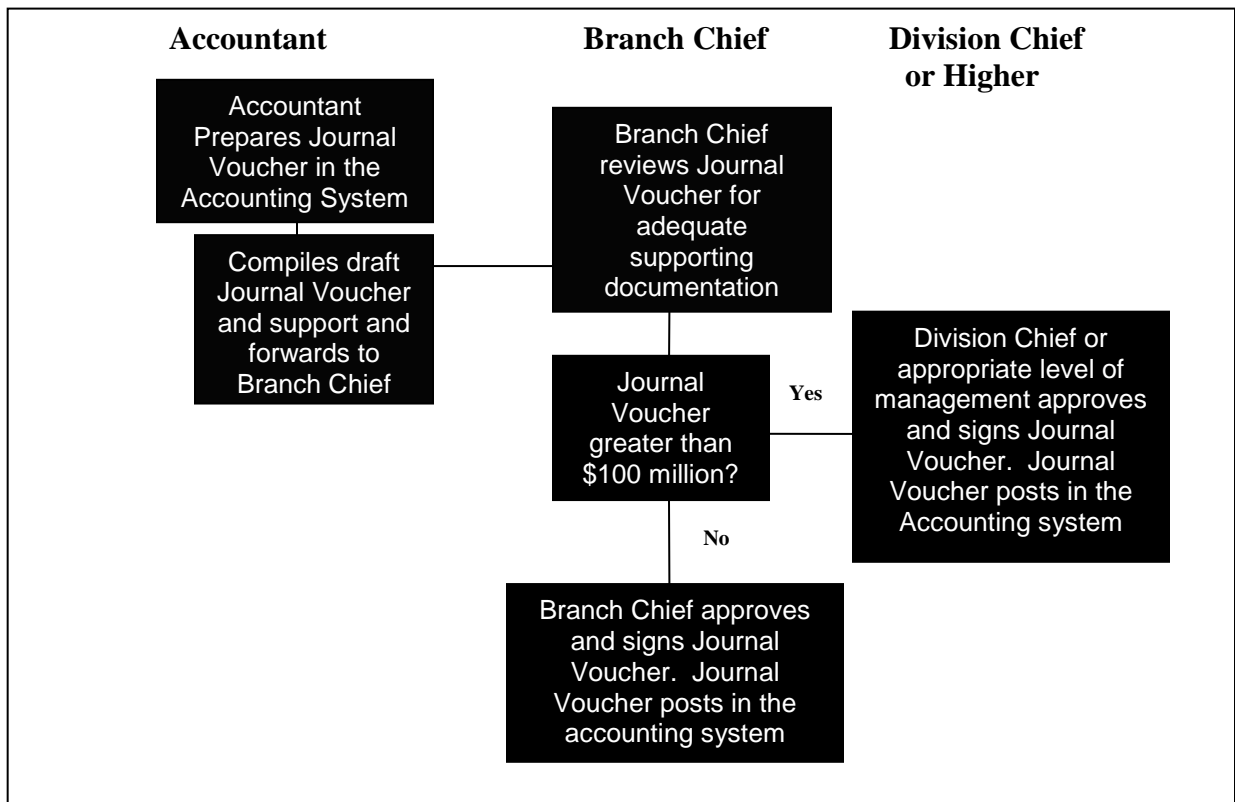 Accountant
Branch Chief
Division Chief
or Higher
Accountant
Prepares Journal
Voucher in the
Accounting System
Compiles draft
Journal Voucher
and support and
forwards to
Branch Chief
Branch Chief
reviews Journal
Voucher for
adequate
supporting
documentation
Journal
Voucher
greater than
$100 million?
Yes
Division Chief or
appropriate level of
management approves
and signs Journal
Voucher.  Journal
Voucher posts in the
Accounting system
No
Branch Chief approves
and signs Journal
Voucher.  Journal
Voucher posts in the
accounting system